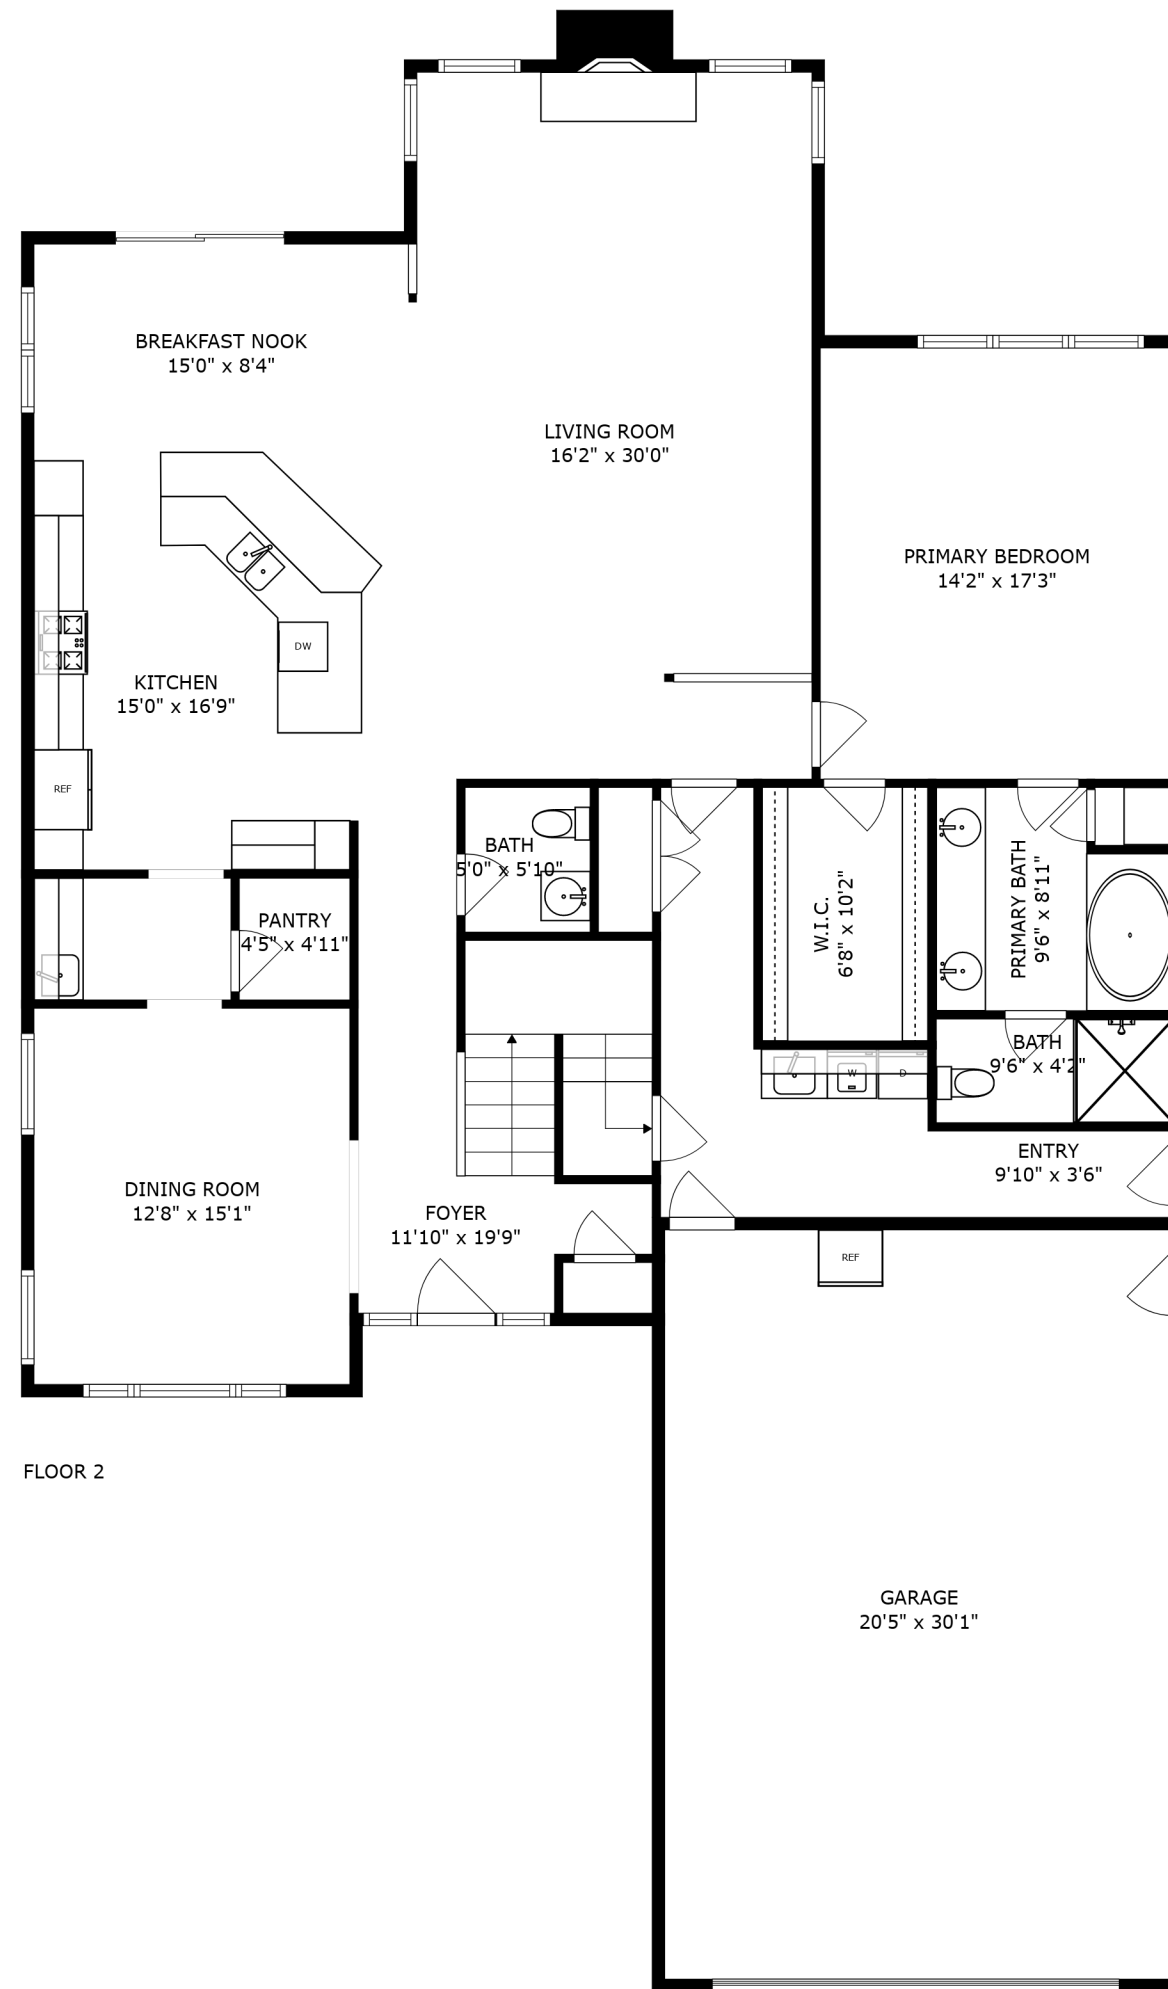 BREAKFAST NOOK
15'0" x 8'4"
LIVING ROOM
16'2" x 30'0"
PRIMARY BEDROOM
14'2" x 17'3"
DW
KITCHEN
15'0" x 16'9"
REF
BATH
5'0" x 5'10"
PANTRY
4'5" x 4'11"
W.I.C.
6'8" x 10'2"
PRIMARY BATH
9'6" x 8'11"
BATH
9'6" x 4'2"
W
D
ENTRY
9'10" x 3'6"
DINING ROOM
12'8" x 15'1"
FOYER
11'10" x 19'9"
REF
FLOOR 2
GARAGE
20'5" x 30'1"